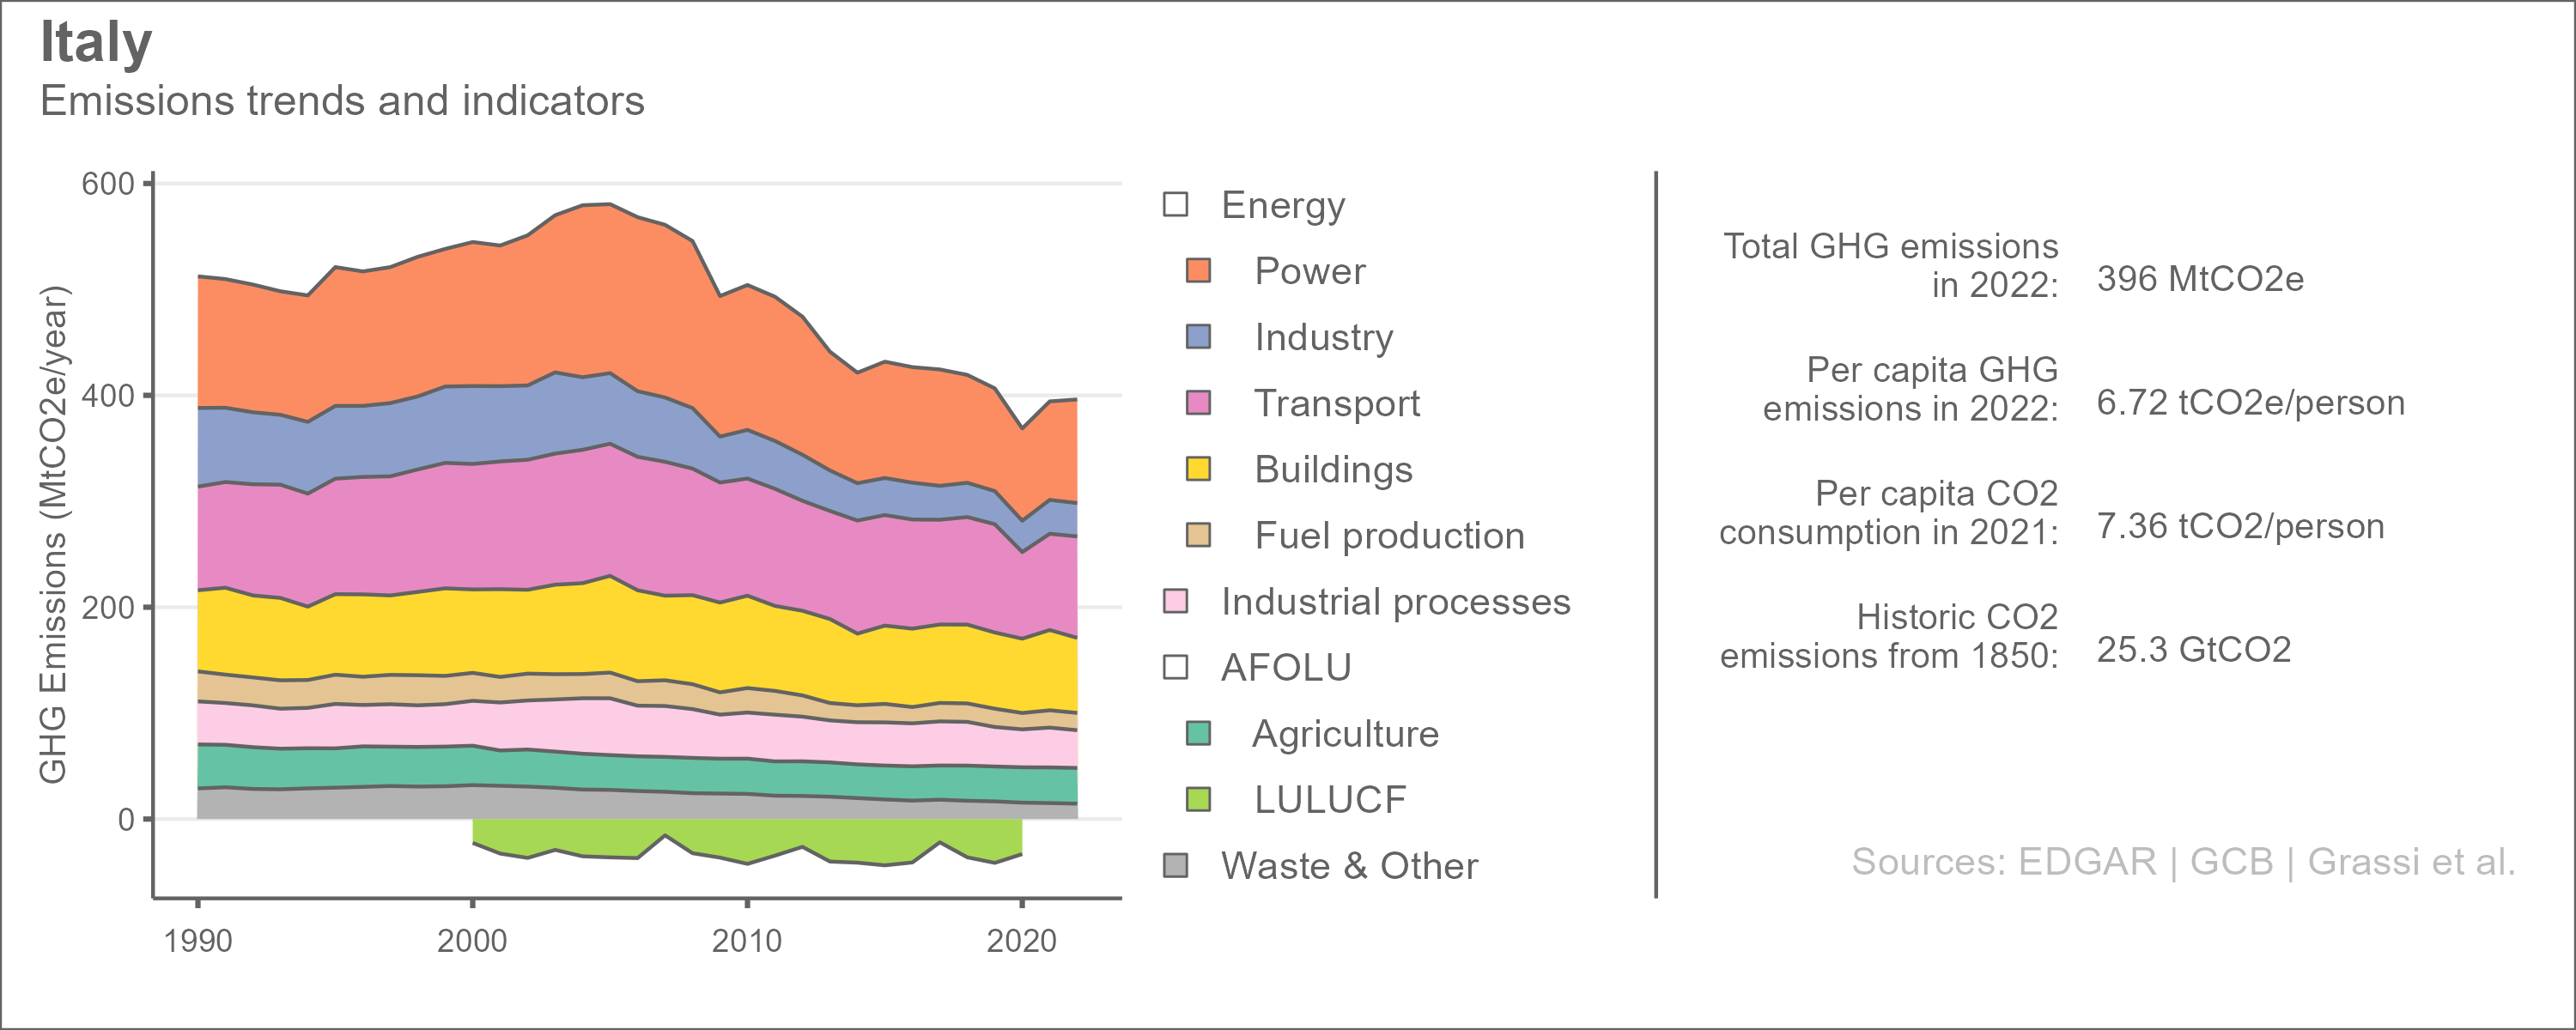 Italy
Emissions trends and indicators
GHG Emissions (MtCO2e/year)
600
400
200
0
1990
2000
2010
2020
Energy
Power
Industry
Transport
Buildings
Fuel production
Industrial processes
AFOLU
Agriculture
LULUCF
Waste & Other
Total GHG emissions
in 2022:
396 MtCO2e
Per capita GHG
emissions in 2022:
6.72 tCO2e/person
Per capita CO2
consumption in 2021:
7.36 tCO2/person
Historic CO2
emissions from 1850:
25.3 GtCO2
Sources: EDGAR | GCB | Grassi et al.